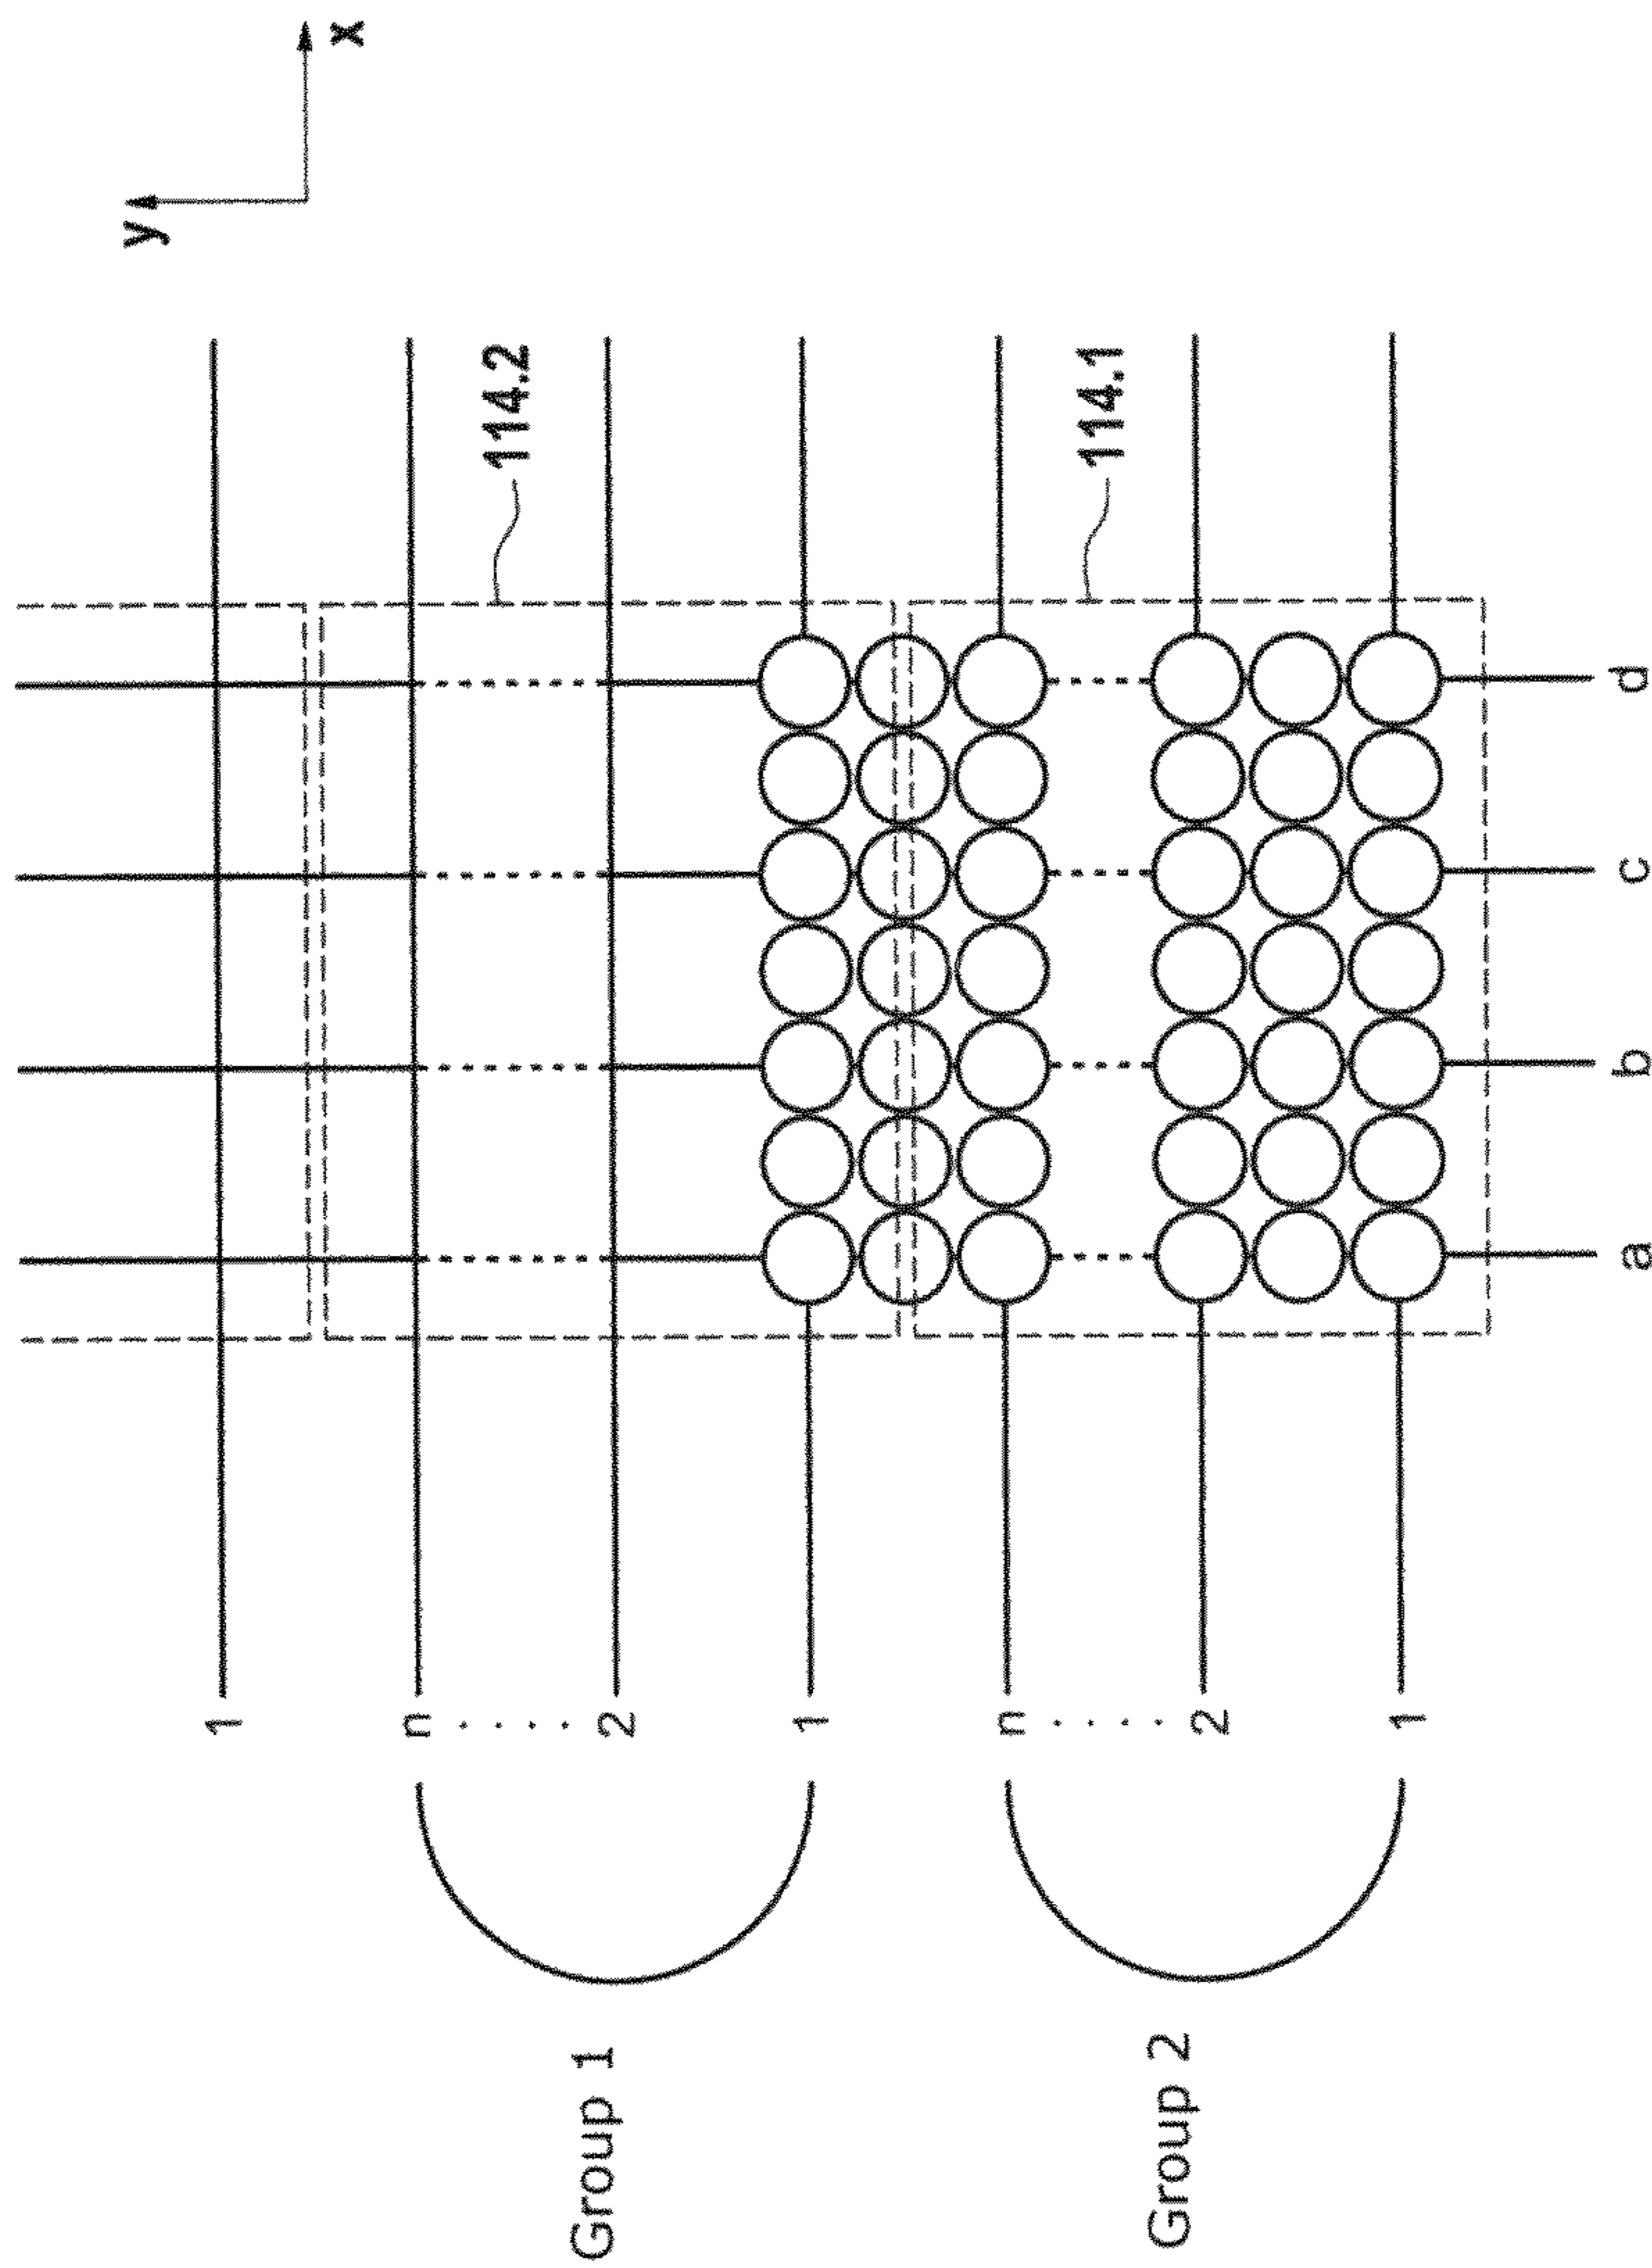 y
x
114.2
114.1
1
n
. . . .
2
1
n
. . . .
2
1
Group 1
Group 2
a
b
c
d